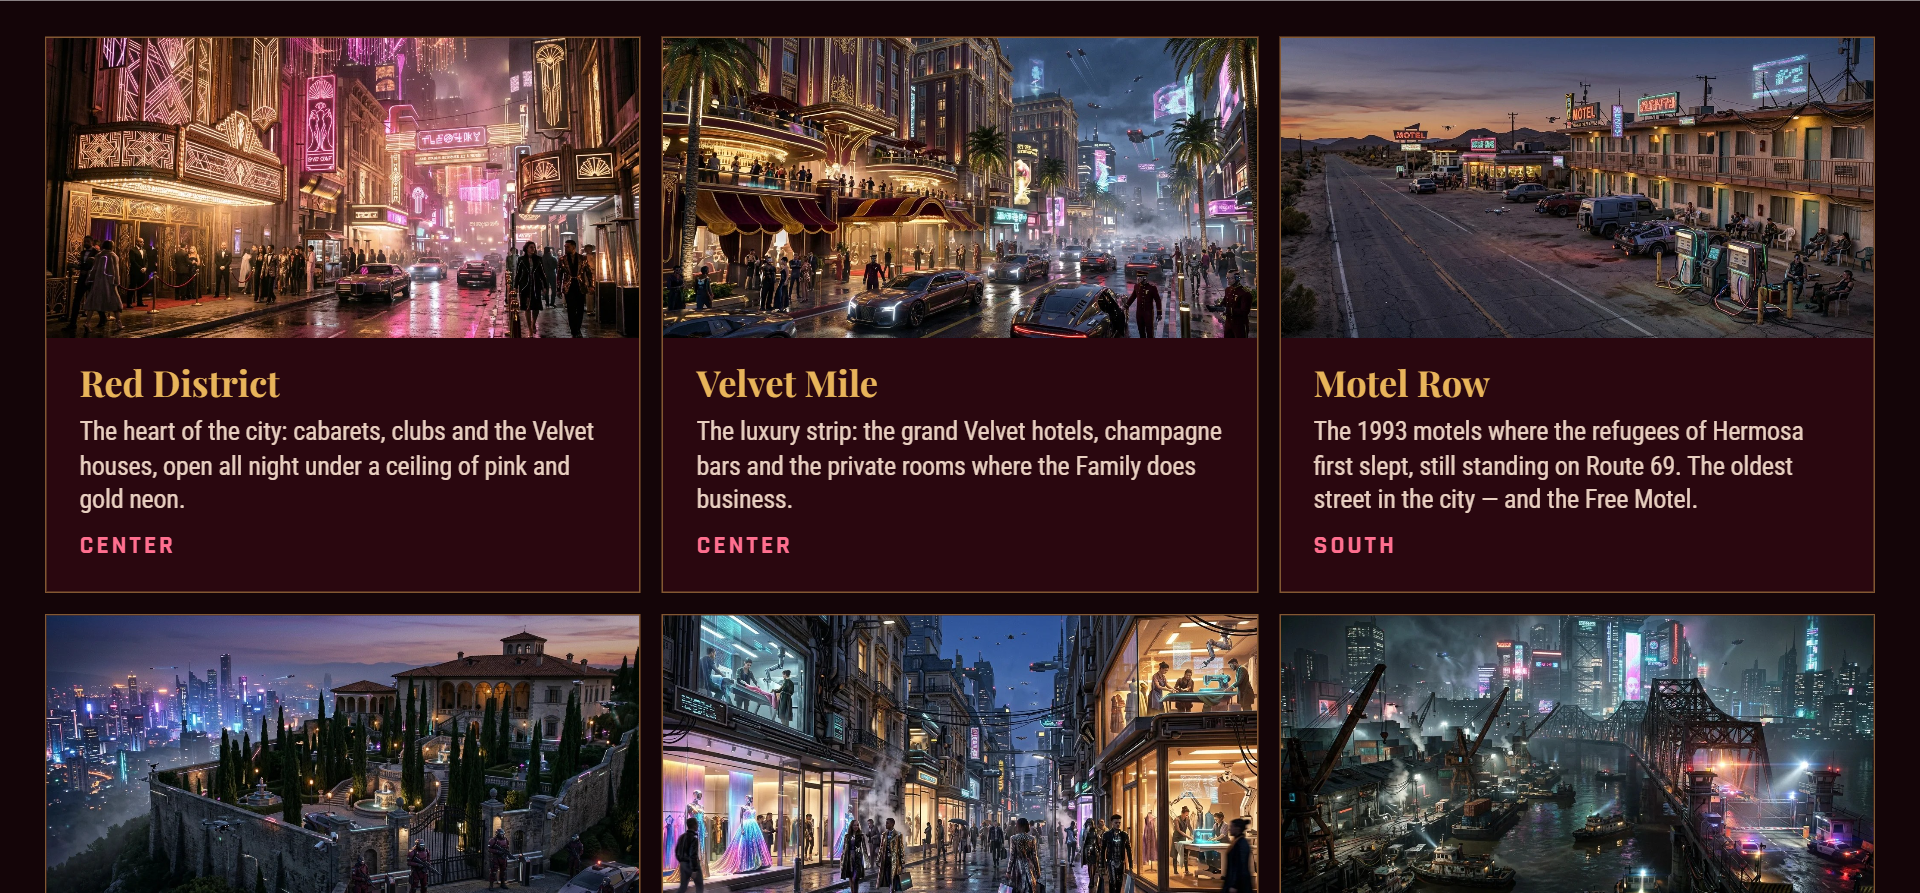 MOTEL
MOTEL
Red District
The heart of the city: cabarets, clubs and the Velvet
houses, open all night under a ceiling of pink and
gold neon.
CENTER
Velvet Mile
The luxury strip: the grand Velvet hotels, champagne
bars and the private rooms where the Family does
business.
CENTER
Motel Row
The 1993 motels where the refugees of Hermosa
first slept, still standing on Route 69. The oldest
street in the city — and the Free Motel.
SOUTH